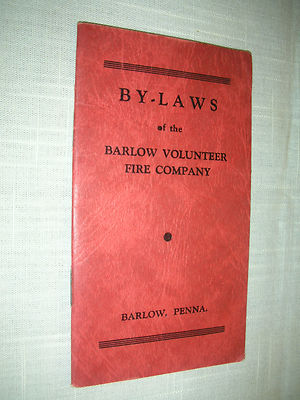 BY-LAWS
of the
BARLOW VOLUNTEER
FIRE COMPANY
BARLOW, PENNA.